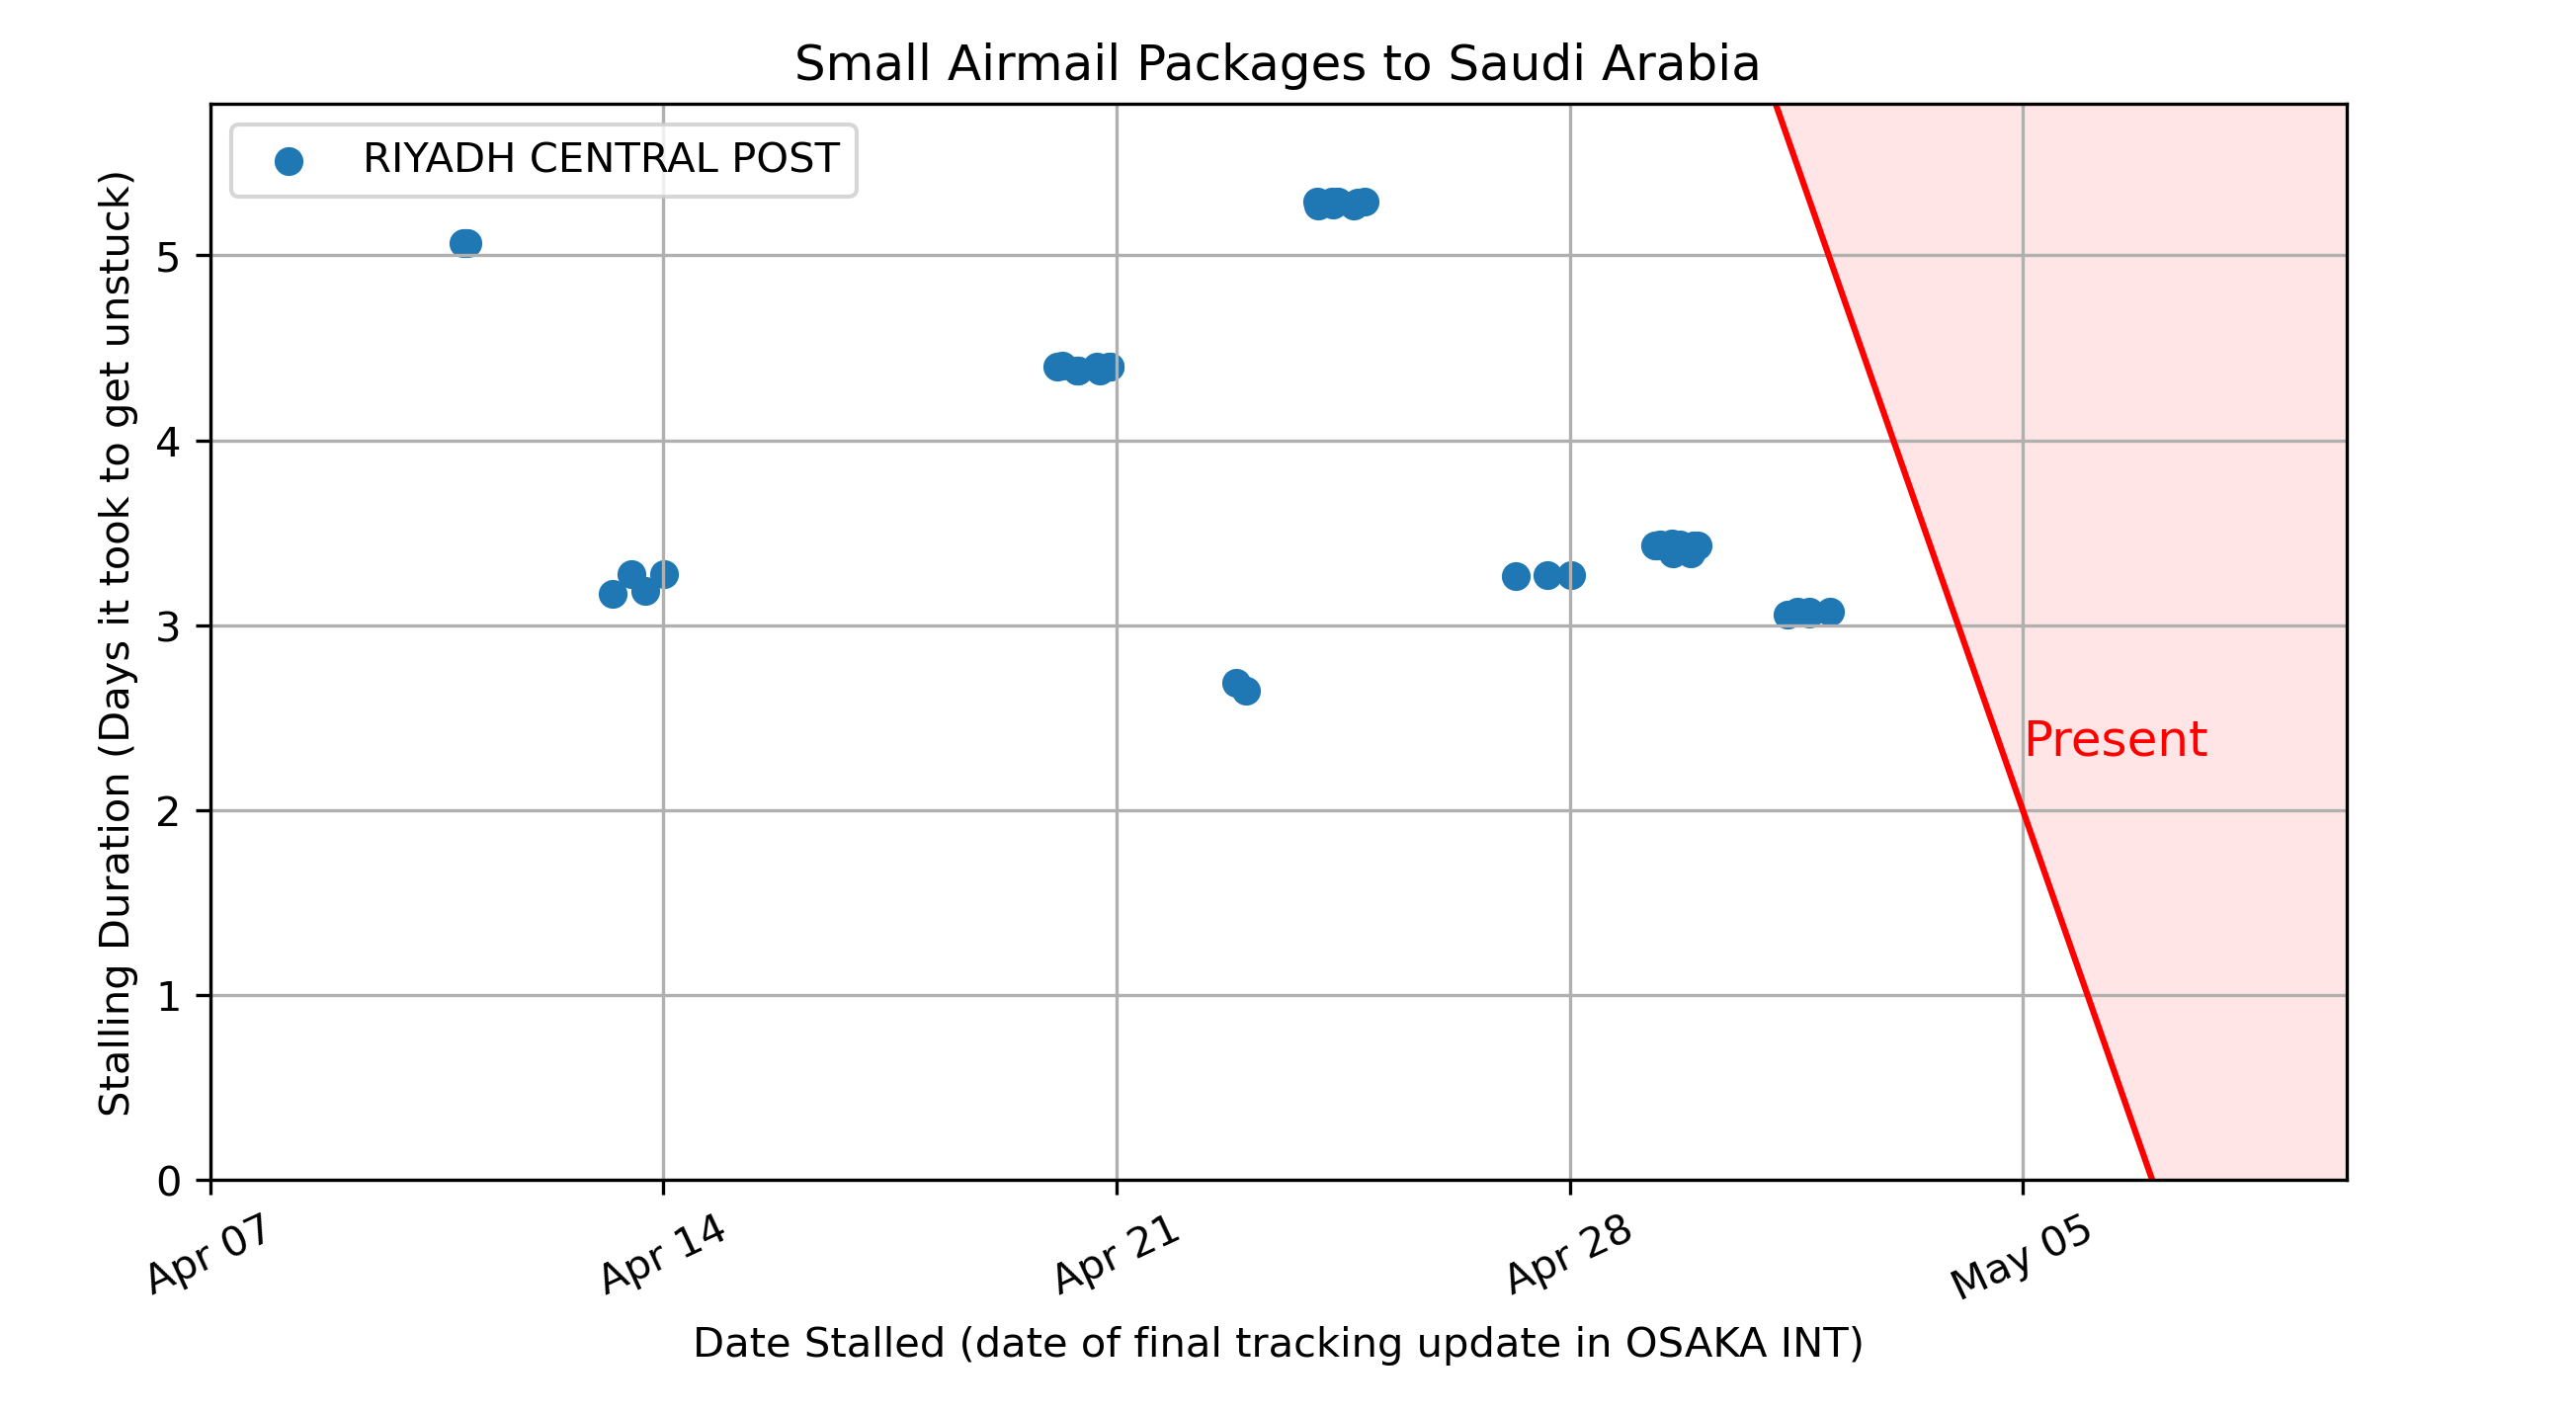 Small Airmail Packages to Saudi Arabia
RIYADH CENTRAL POST
Stalling Duration (Days it took to get unstuck)
5
4
3
2
1
0
Present
Apr 07
Apr 14
Apr 21
Apr 28
May 05
Date Stalled (date of final tracking update in OSAKA INT)